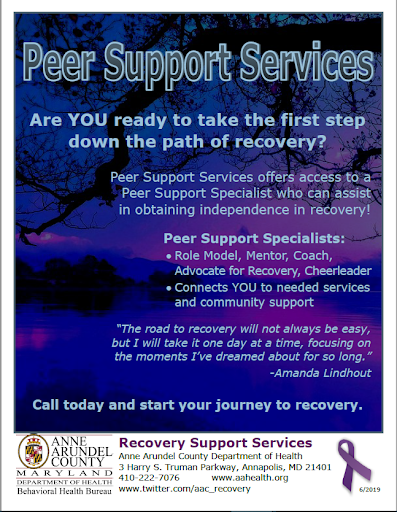 Peer Support Services
Are YOU ready to take the first step
down the path of recovery?
Peer Support Services offers access to a
Peer Support Specialist who can assist
in obtaining independence in recovery!
Peer Support Specialists:
• Role Model, Mentor, Coach,
Advocate for Recovery, Cheerleader
• Connects YOU to needed services
and community support
“The road to recovery will not always be easy,
but I will take it one day at a time, focusing on
the moments I’ve dreamed about for so long.”
-Amanda Lindhout
Call today and start your journey to recovery.
ANNE
ARUNDEL
COUNTY
MARYLAND
DEPARTMENT OF HEALTH
Behavioral Health Bureau
Recovery Support Services
Anne Arundel County Department of Health
3 Harry S. Truman Parkway, Annapolis, MD 21401
410-222-7076 www.aahealth.org
www.twitter.com/aac_recovery
6/2019